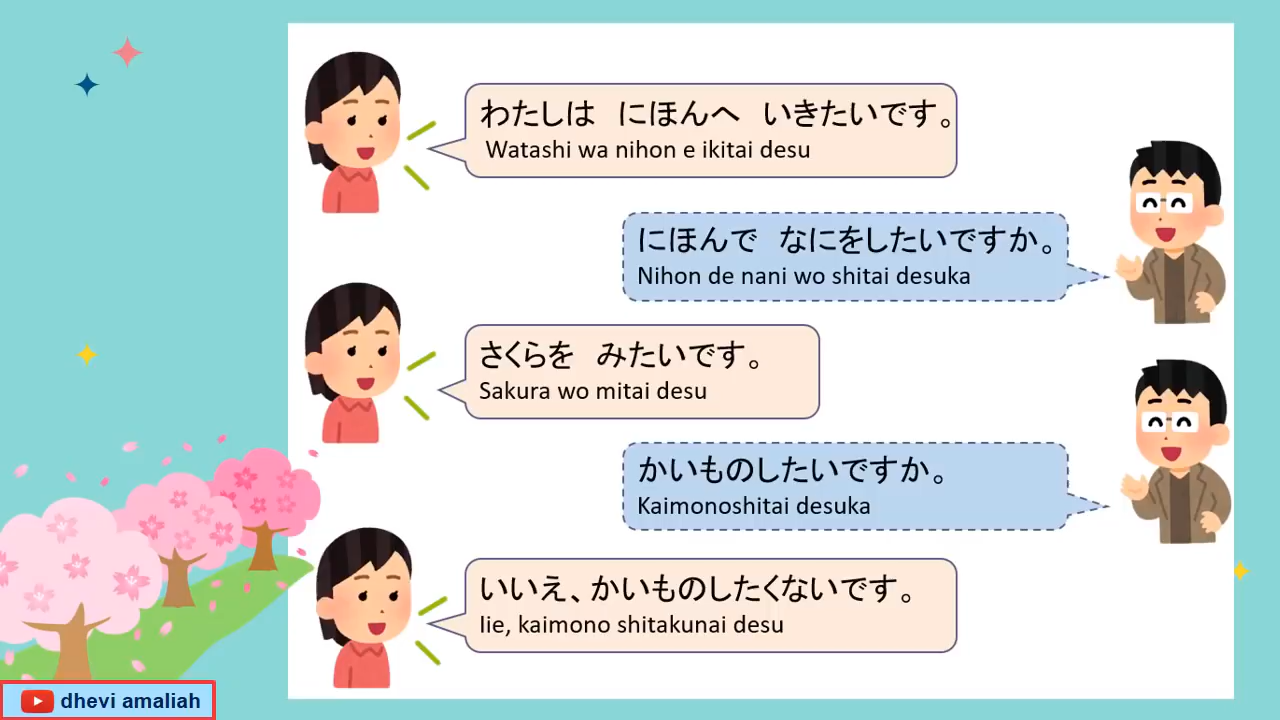 わたしは　にほんへ　いきたいです。
Watashi wa nihon e ikitai desu
にほんで　なにをしたいですか。
Nihon de nani wo shitai desuka
さくらを　みたいです。
Sakura wo mitai desu
かいものしたいですか。
Kaimonoshitai desuka
いいえ、かいものしたくないです。
Iie, kaimono shitakunai desu
dhevi amaliah